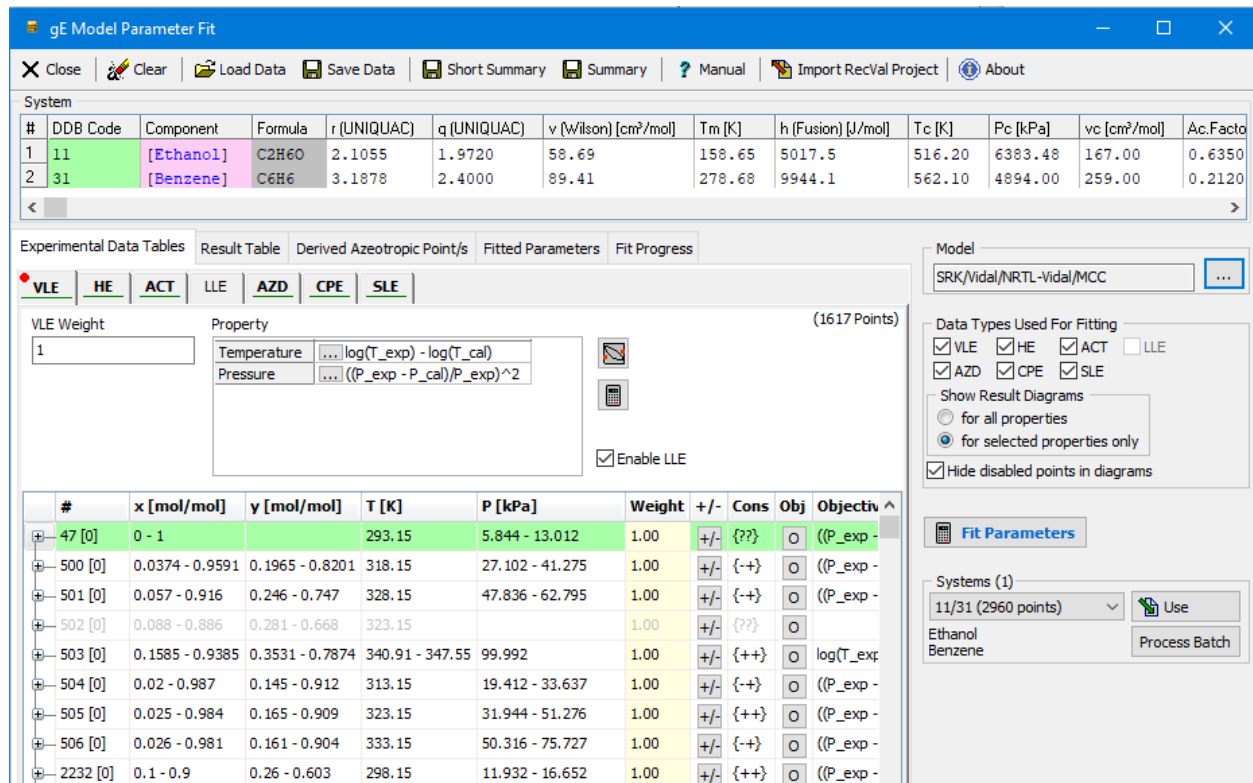 gE Model Parameter Fit
Close Clear Load Data Save Data Short Summary Summary ? Manual Import RecVal Project About
System
# DDB Code Component Formula r (UNIQUAC) q (UNIQUAC) v (Wilson) [cm³/mol] Tm [K] h (Fusion) [J/mol] Tc [K] Pc [kPa] vc [cm³/mol] Ac.Facto
1 11 [Ethanol] C2H6O 2.1055 1.9720 58.69 158.65 5017.5 516.20 6383.48 167.00 0.6350
2 31 [Benzene] C6H6 3.1878 2.4000 89.41 278.68 9944.1 562.10 4894.00 259.00 0.2120
Experimental Data Tables Result Table Derived Azeotropic Point/s Fitted Parameters Fit Progress
VLE HE ACT LLE AZD CPE SLE
VLE Weight Property (1617 Points)
1
Temperature ... log(T_exp) - log(T_cal)
Pressure ... ((P_exp - P_cal)/P_exp)^2
Enable LLE
# x [mol/mol] y [mol/mol] T [K] P [kPa] Weight +/- Cons Obj Objectiv
47 [0] 0 - 1 293.15 5.844 - 13.012 1.00 +/- {??} O ((P_exp -
500 [0] 0.0374 - 0.9591 0.1965 - 0.8201 318.15 27.102 - 41.275 1.00 +/- {-+} O ((P_exp -
501 [0] 0.057 - 0.916 0.246 - 0.747 328.15 47.836 - 62.795 1.00 +/- {-+} O ((P_exp -
502 [0] 0.088 - 0.886 0.281 - 0.668 323.15 1.00 +/- {??} O
503 [0] 0.1585 - 0.9385 0.3531 - 0.7874 340.91 - 347.55 99.992 1.00 +/- {++} O log(T_exp
504 [0] 0.02 - 0.987 0.145 - 0.912 313.15 19.412 - 33.637 1.00 +/- {-+} O ((P_exp -
505 [0] 0.025 - 0.984 0.165 - 0.909 323.15 31.944 - 51.276 1.00 +/- {++} O ((P_exp -
506 [0] 0.026 - 0.981 0.161 - 0.904 333.15 50.316 - 75.727 1.00 +/- {-+} O ((P_exp -
2232 [0] 0.1 - 0.9 0.26 - 0.603 298.15 11.932 - 16.652 1.00 +/- {++} O ((P_exp -
Model
SRK/Vidal/NRTL-Vidal/MCC ...
Data Types Used For Fitting
VLE HE ACT LLE
AZD CPE SLE
Show Result Diagrams
for all properties
for selected properties only
Hide disabled points in diagrams
Fit Parameters
Systems (1)
11/31 (2960 points) Use
Ethanol
Benzene
Process Batch